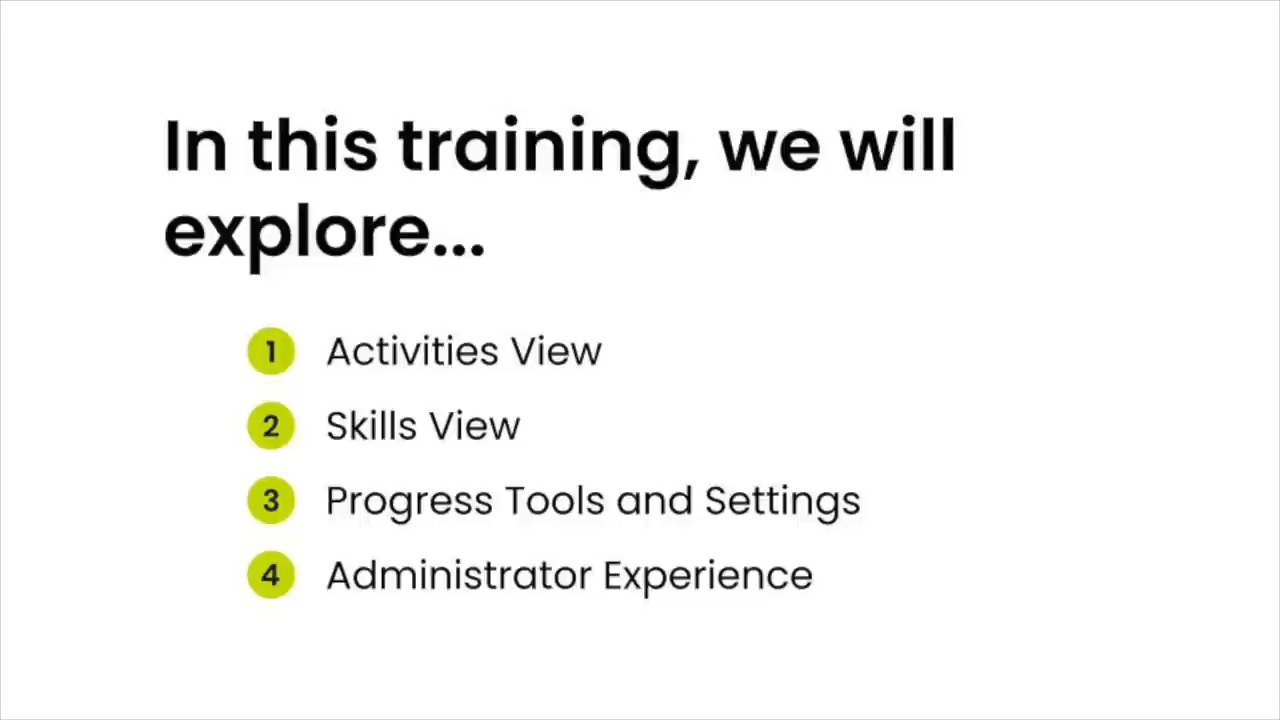 In this training, we will
explore...
1 Activities View
2 Skills View
3 Progress Tools and Settings
4 Administrator Experience